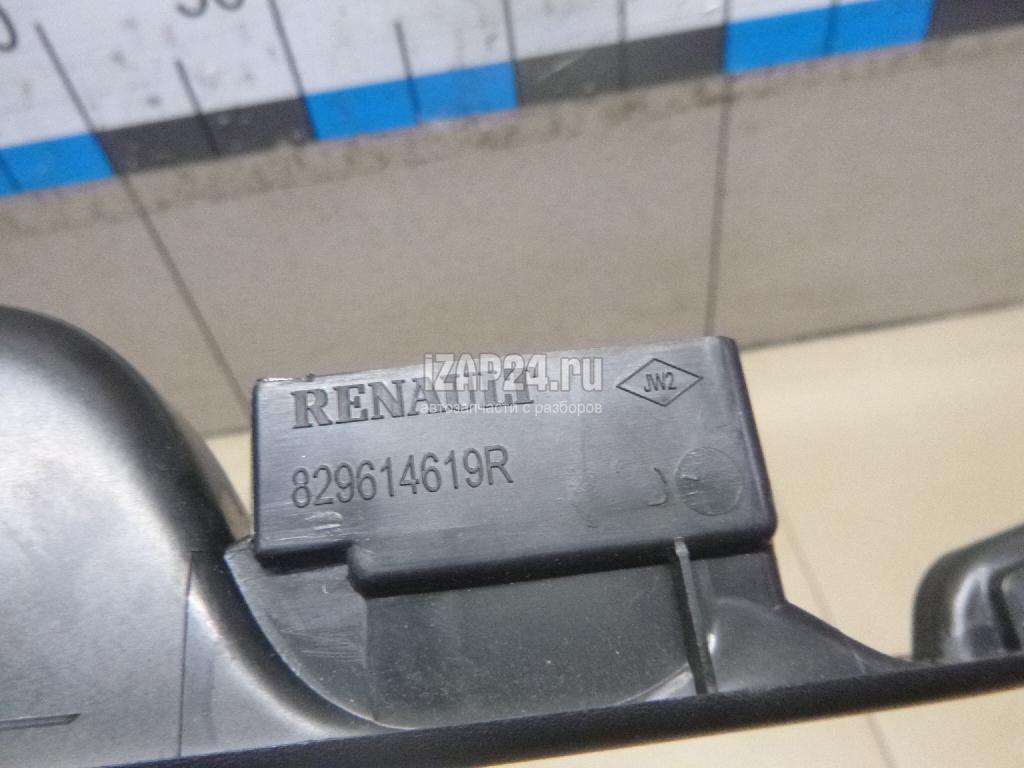 iZAP24.ru
RENAULT
автозапчасти с разборов
JW2
829614619R